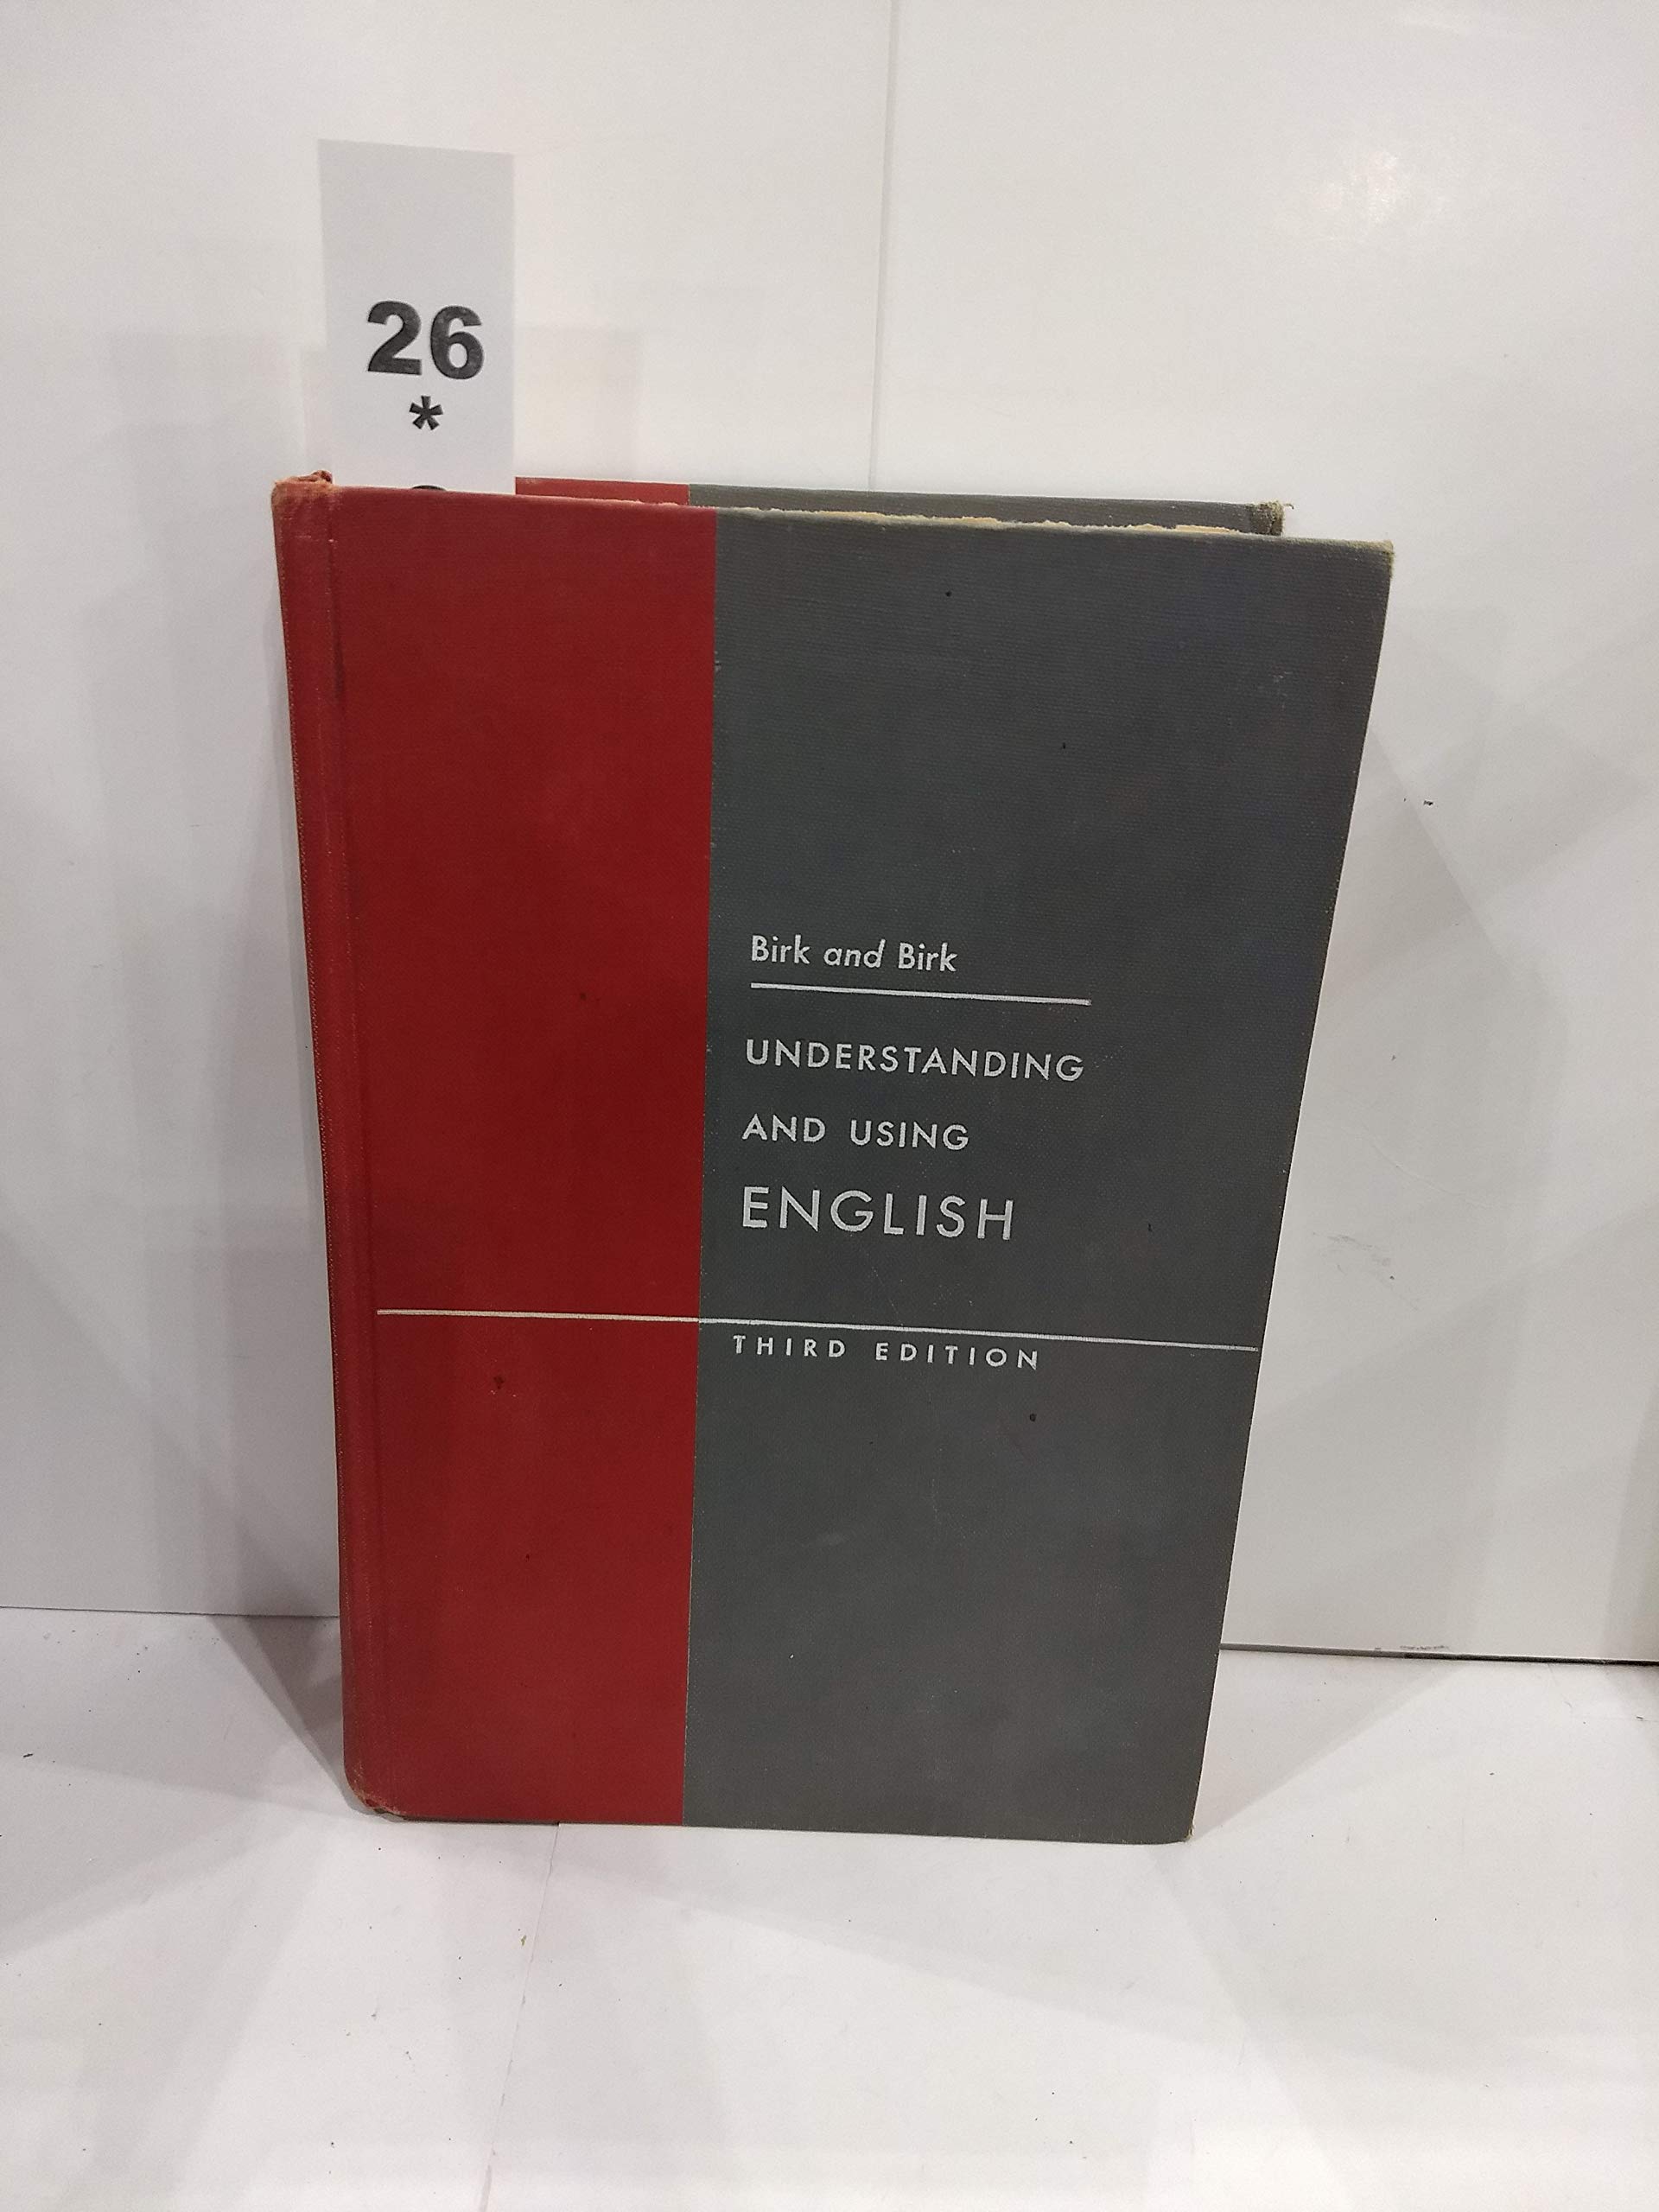 26
*
Birk and Birk
UNDERSTANDING
AND USING
ENGLISH
THIRD EDITION